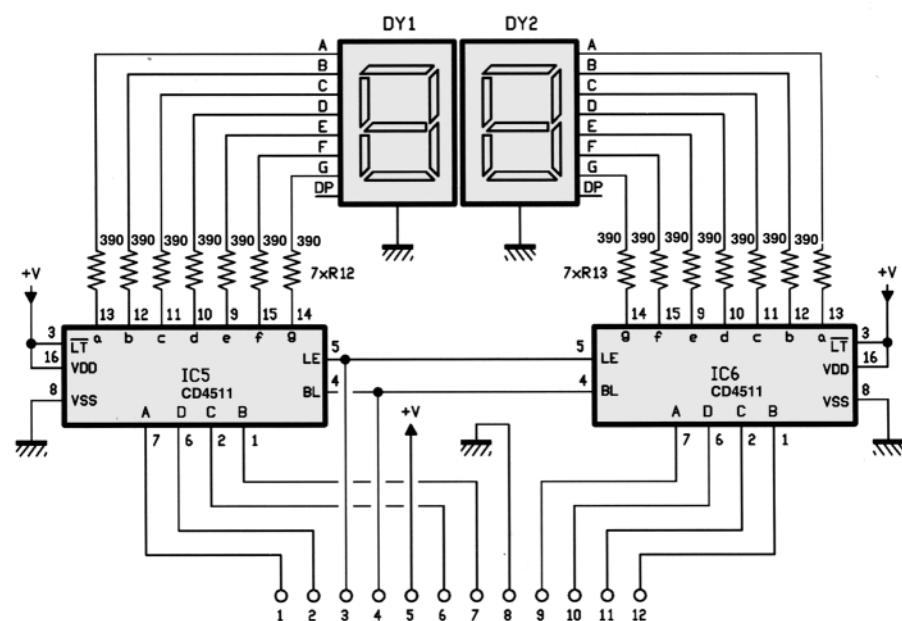 DY1 DY2
A A
B B
C C
D D
E E
F F
G G
DP DP
390 390 390 390 390 390 390 390 390 390 390 390 390 390
+V 7xR12 7xR13 +V
13 12 11 10 9 15 14 14 15 9 10 11 12 13
3 a b c d e f g g f e d c b a 3
LT 5 5 LT
16 VDD LE LE VDD 16
IC5 IC6
8 CD4511 4 4 CD4511 8
VSS BL BL VSS
A D C B +V A D C B
7 6 2 1 7 6 2 1
1 2 3 4 5 6 7 8 9 10 11 12